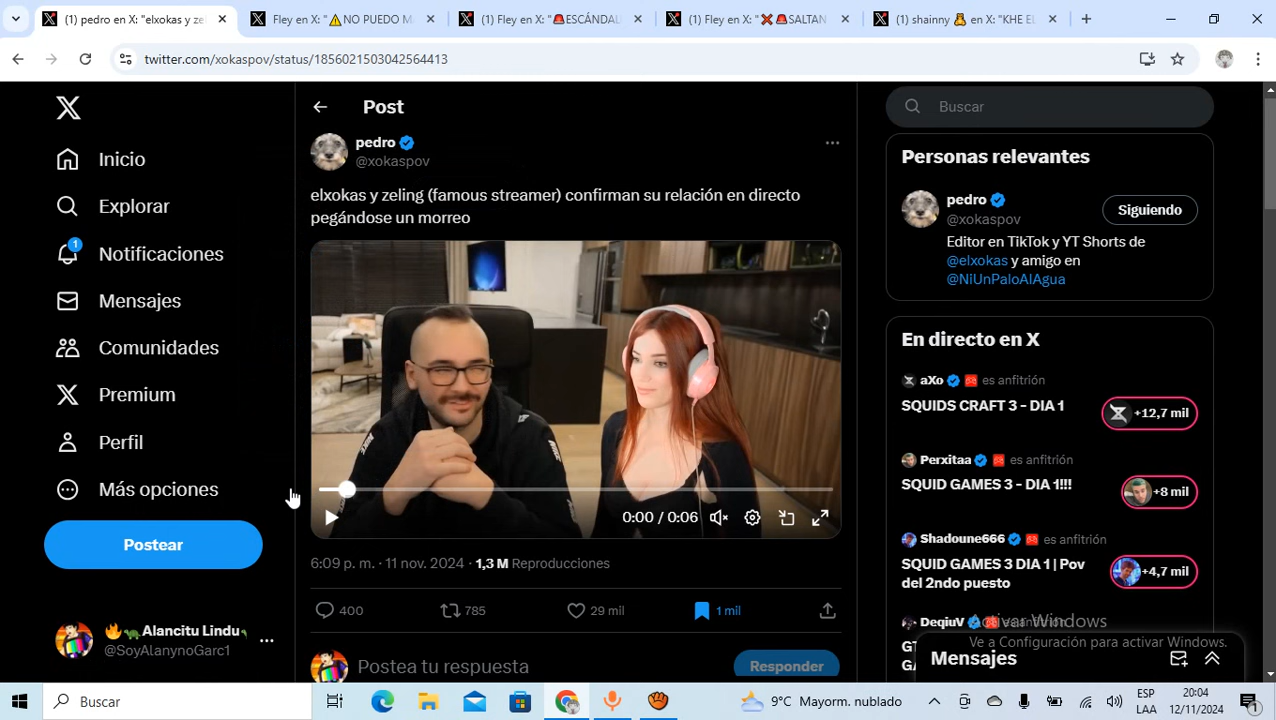 (1) pedro en X: "elxokas y ze
Fley en X: "⚠️NO PUEDO M
(1) Fley en X: "🚨ESCÁNDAL
(1) Fley en X: "❌🚨SALTAN
(1) shainny 🧸 en X: "KHE EL
twitter.com/xokaspov/status/1856021503042564413
Inicio
Explorar
1
Notificaciones
Mensajes
Comunidades
Premium
Perfil
Más opciones
Postear
🔥🐢Alancitu Lindu
@SoyAlanynoGarc1
Post
pedro
@xokaspov
elxokas y zeling (famous streamer) confirman su relación en directo
pegándose un morreo
0:00 / 0:06
6:09 p. m. · 11 nov. 2024 · 1,3 M Reproducciones
400
785
29 mil
1 mil
Postea tu respuesta
Responder
Buscar
Personas relevantes
pedro
@xokaspov
Siguiendo
Editor en TikTok y YT Shorts de
@elxokas y amigo en
@NiUnPaloAlAgua
En directo en X
aXo es anfitrión
SQUIDS CRAFT 3 - DIA 1
+12,7 mil
Perxitaa es anfitrión
SQUID GAMES 3 - DIA 1!!!
+8 mil
Shadoune666 es anfitrión
SQUID GAMES 3 DIA 1 | Pov
del 2ndo puesto
+4,7 mil
DeqiuV es anfitrión
Activar Windows
Ve a Configuración para activar Windows.
Mensajes
Buscar
9°C Mayorm. nublado
ESP
LAA
20:04
12/11/2024
1